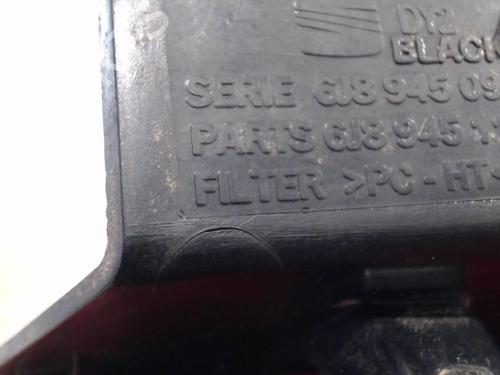 DY2
BLACK
SERIE 6J8 945 09
PARTS 6J8 945
FILTER >PC-HT